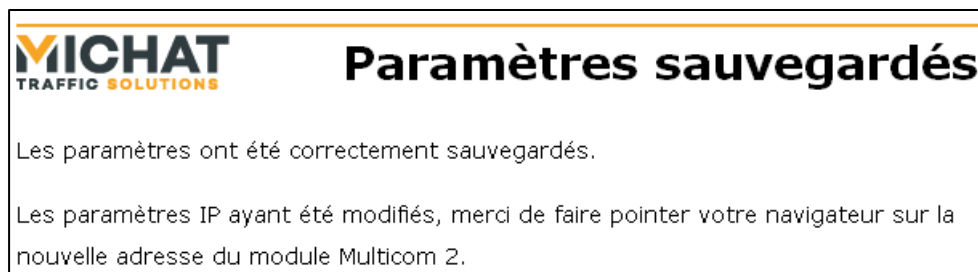 MICHAT
TRAFFIC SOLUTIONS
Paramètres sauvegardés
Les paramètres ont été correctement sauvegardés.
Les paramètres IP ayant été modifiés, merci de faire pointer votre navigateur sur la
nouvelle adresse du module Multicom 2.